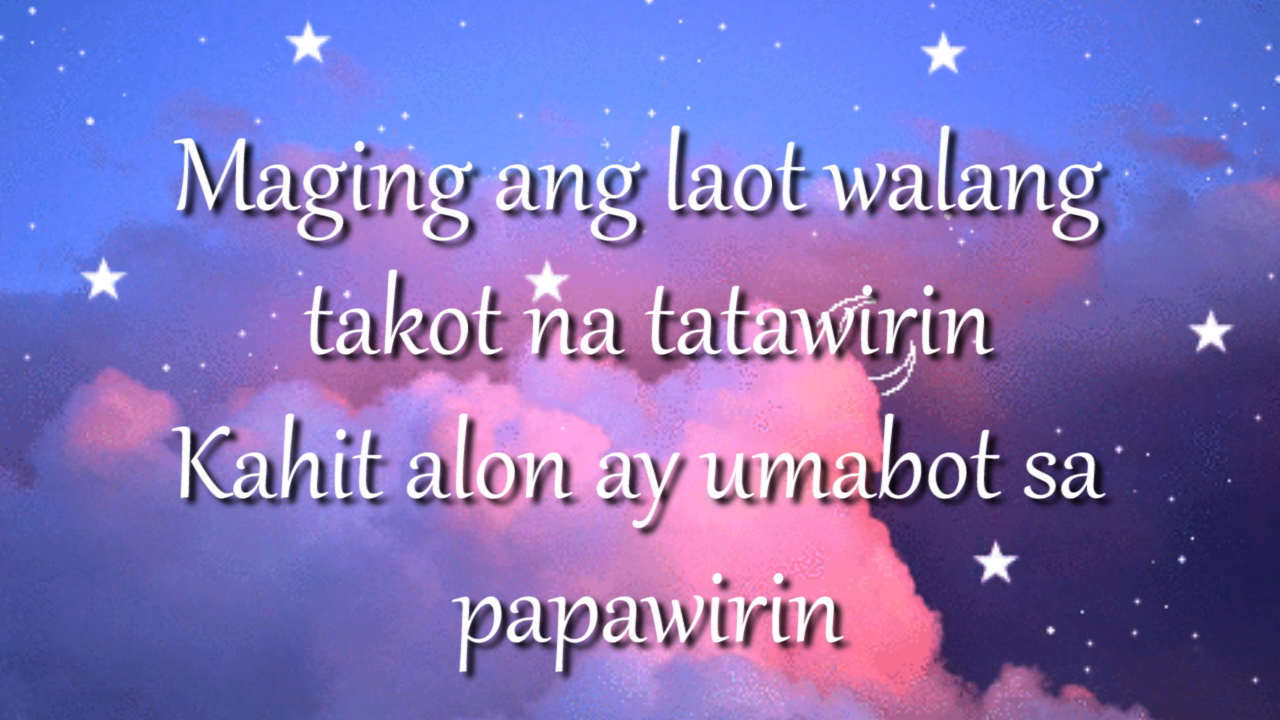 Maging ang laot walang
takot na tatawirin
Kahit alon ay umabot sa
papawirin